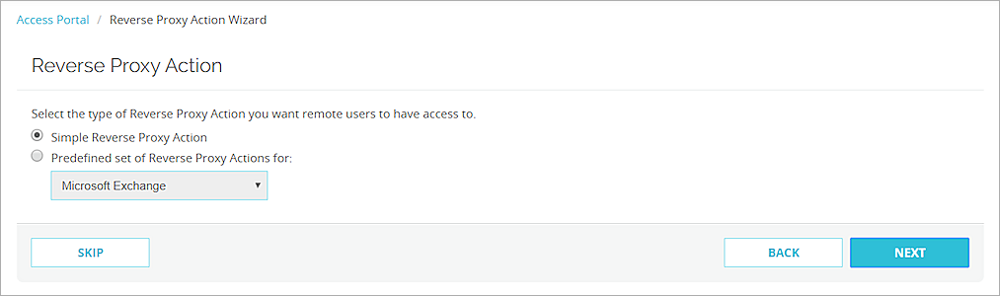 Access Portal / Reverse Proxy Action Wizard
Reverse Proxy Action
Select the type of Reverse Proxy Action you want remote users to have access to.
Simple Reverse Proxy Action
Predefined set of Reverse Proxy Actions for:
Microsoft Exchange
SKIP BACK NEXT